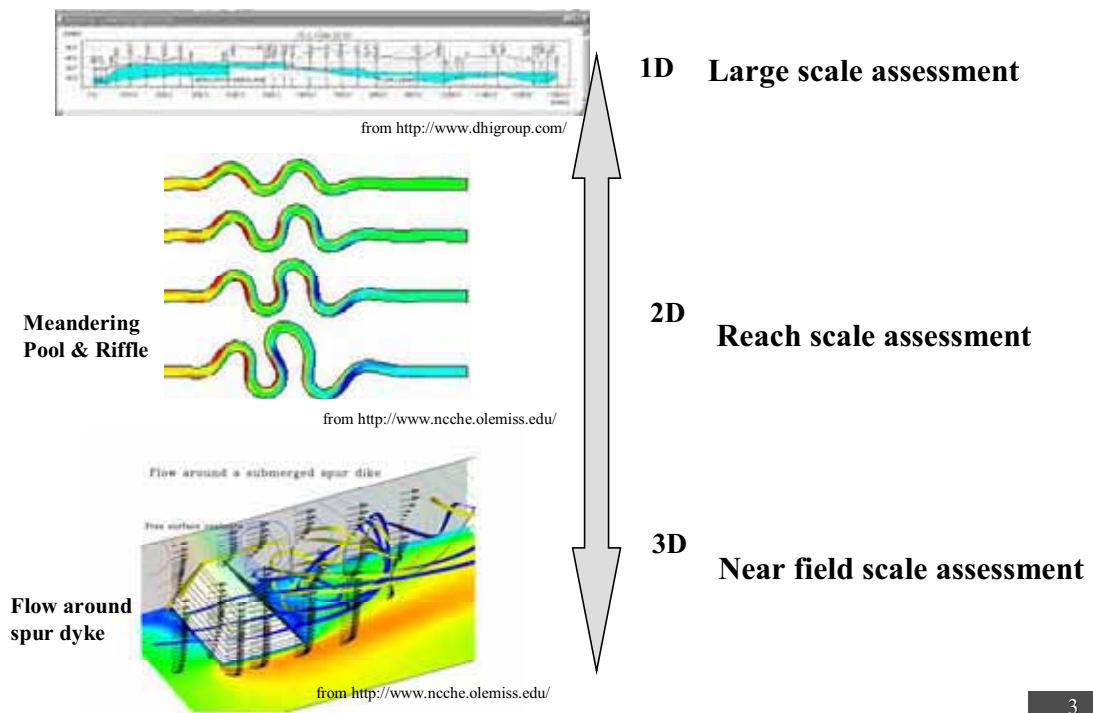 1D Large scale assessment
from http://www.dhigroup.com/
2D
Reach scale assessment
Meandering
Pool & Riffle
from http://www.ncche.olemiss.edu/
Flow around a submerged spur dike
Free surface
3D
Near field scale assessment
Flow around
spur dyke
from http://www.ncche.olemiss.edu/
3